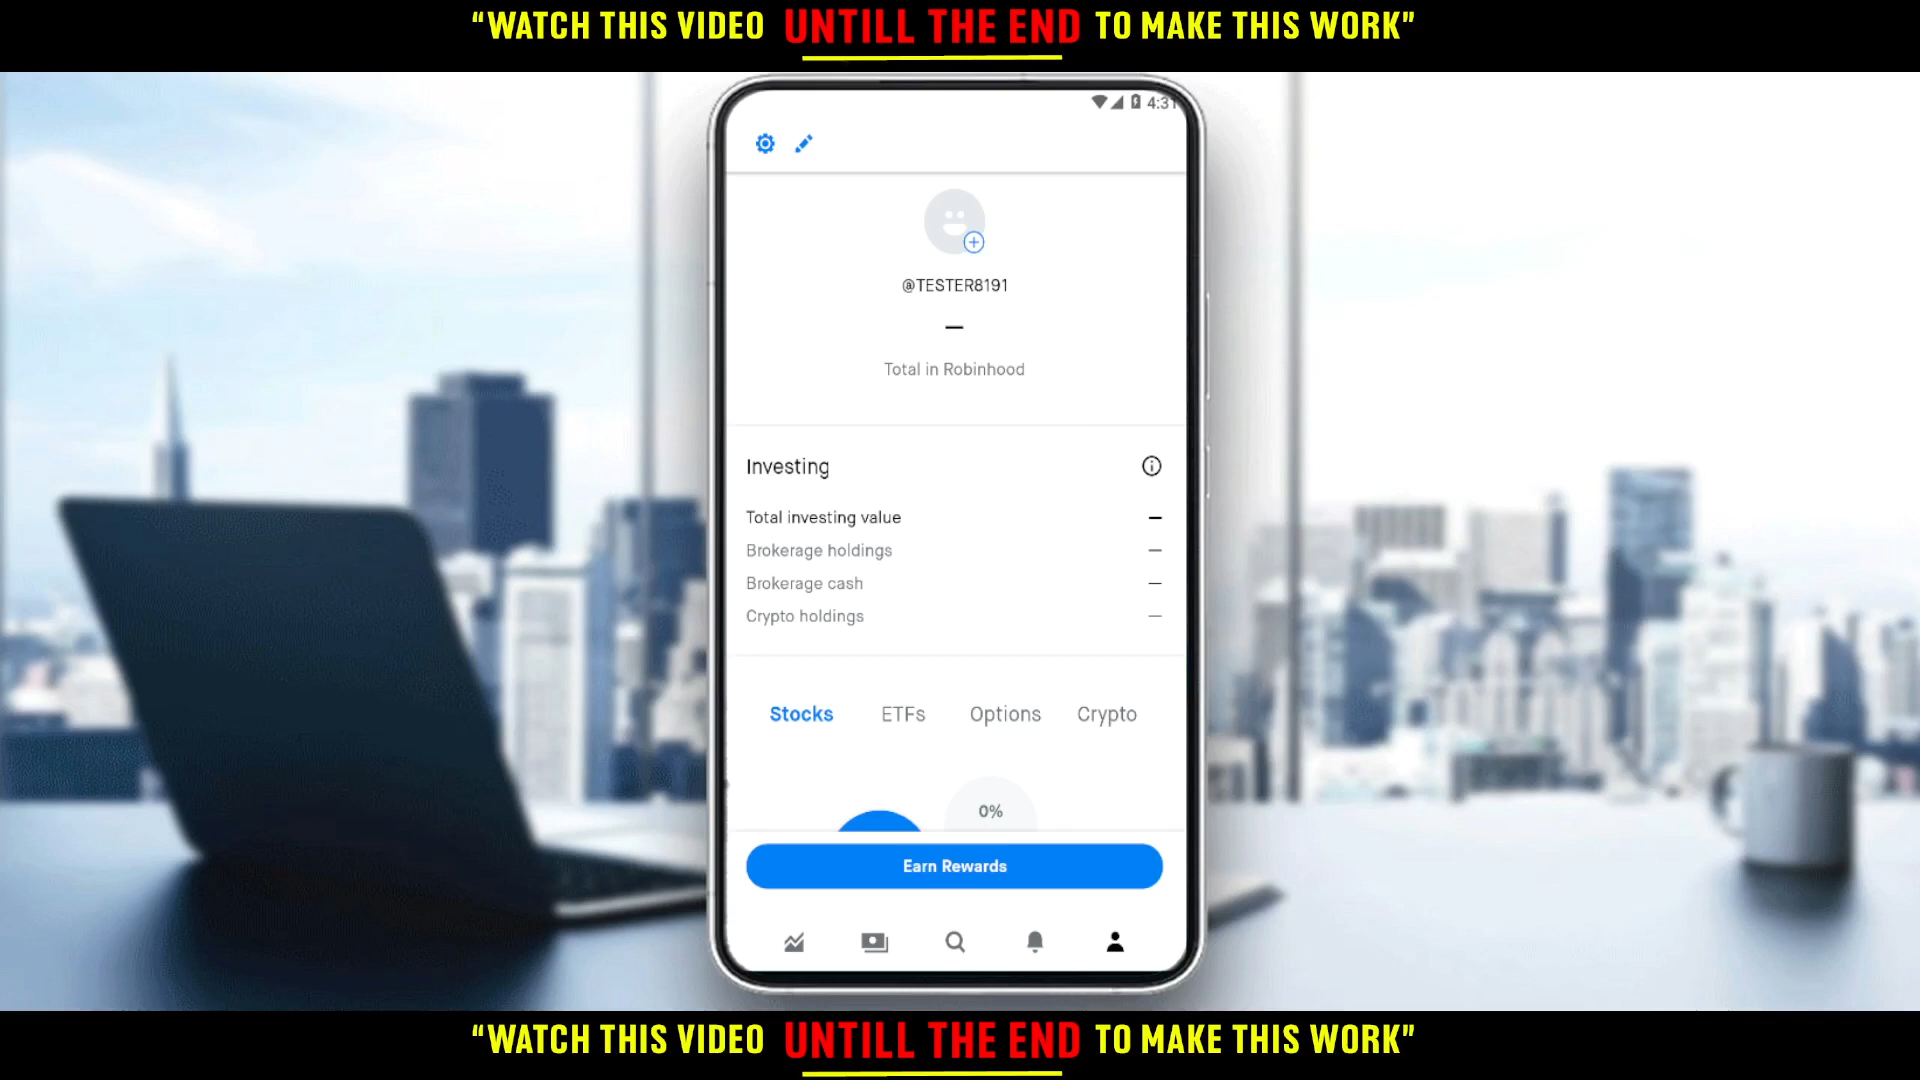 “WATCH THIS VIDEO UNTILL THE END TO MAKE THIS WORK”
4:31
@TESTER8191
—
Total in Robinhood
Investing
Total investing value —
Brokerage holdings —
Brokerage cash —
Crypto holdings —
Stocks ETFs Options Crypto
0%
Earn Rewards
“WATCH THIS VIDEO UNTILL THE END TO MAKE THIS WORK”